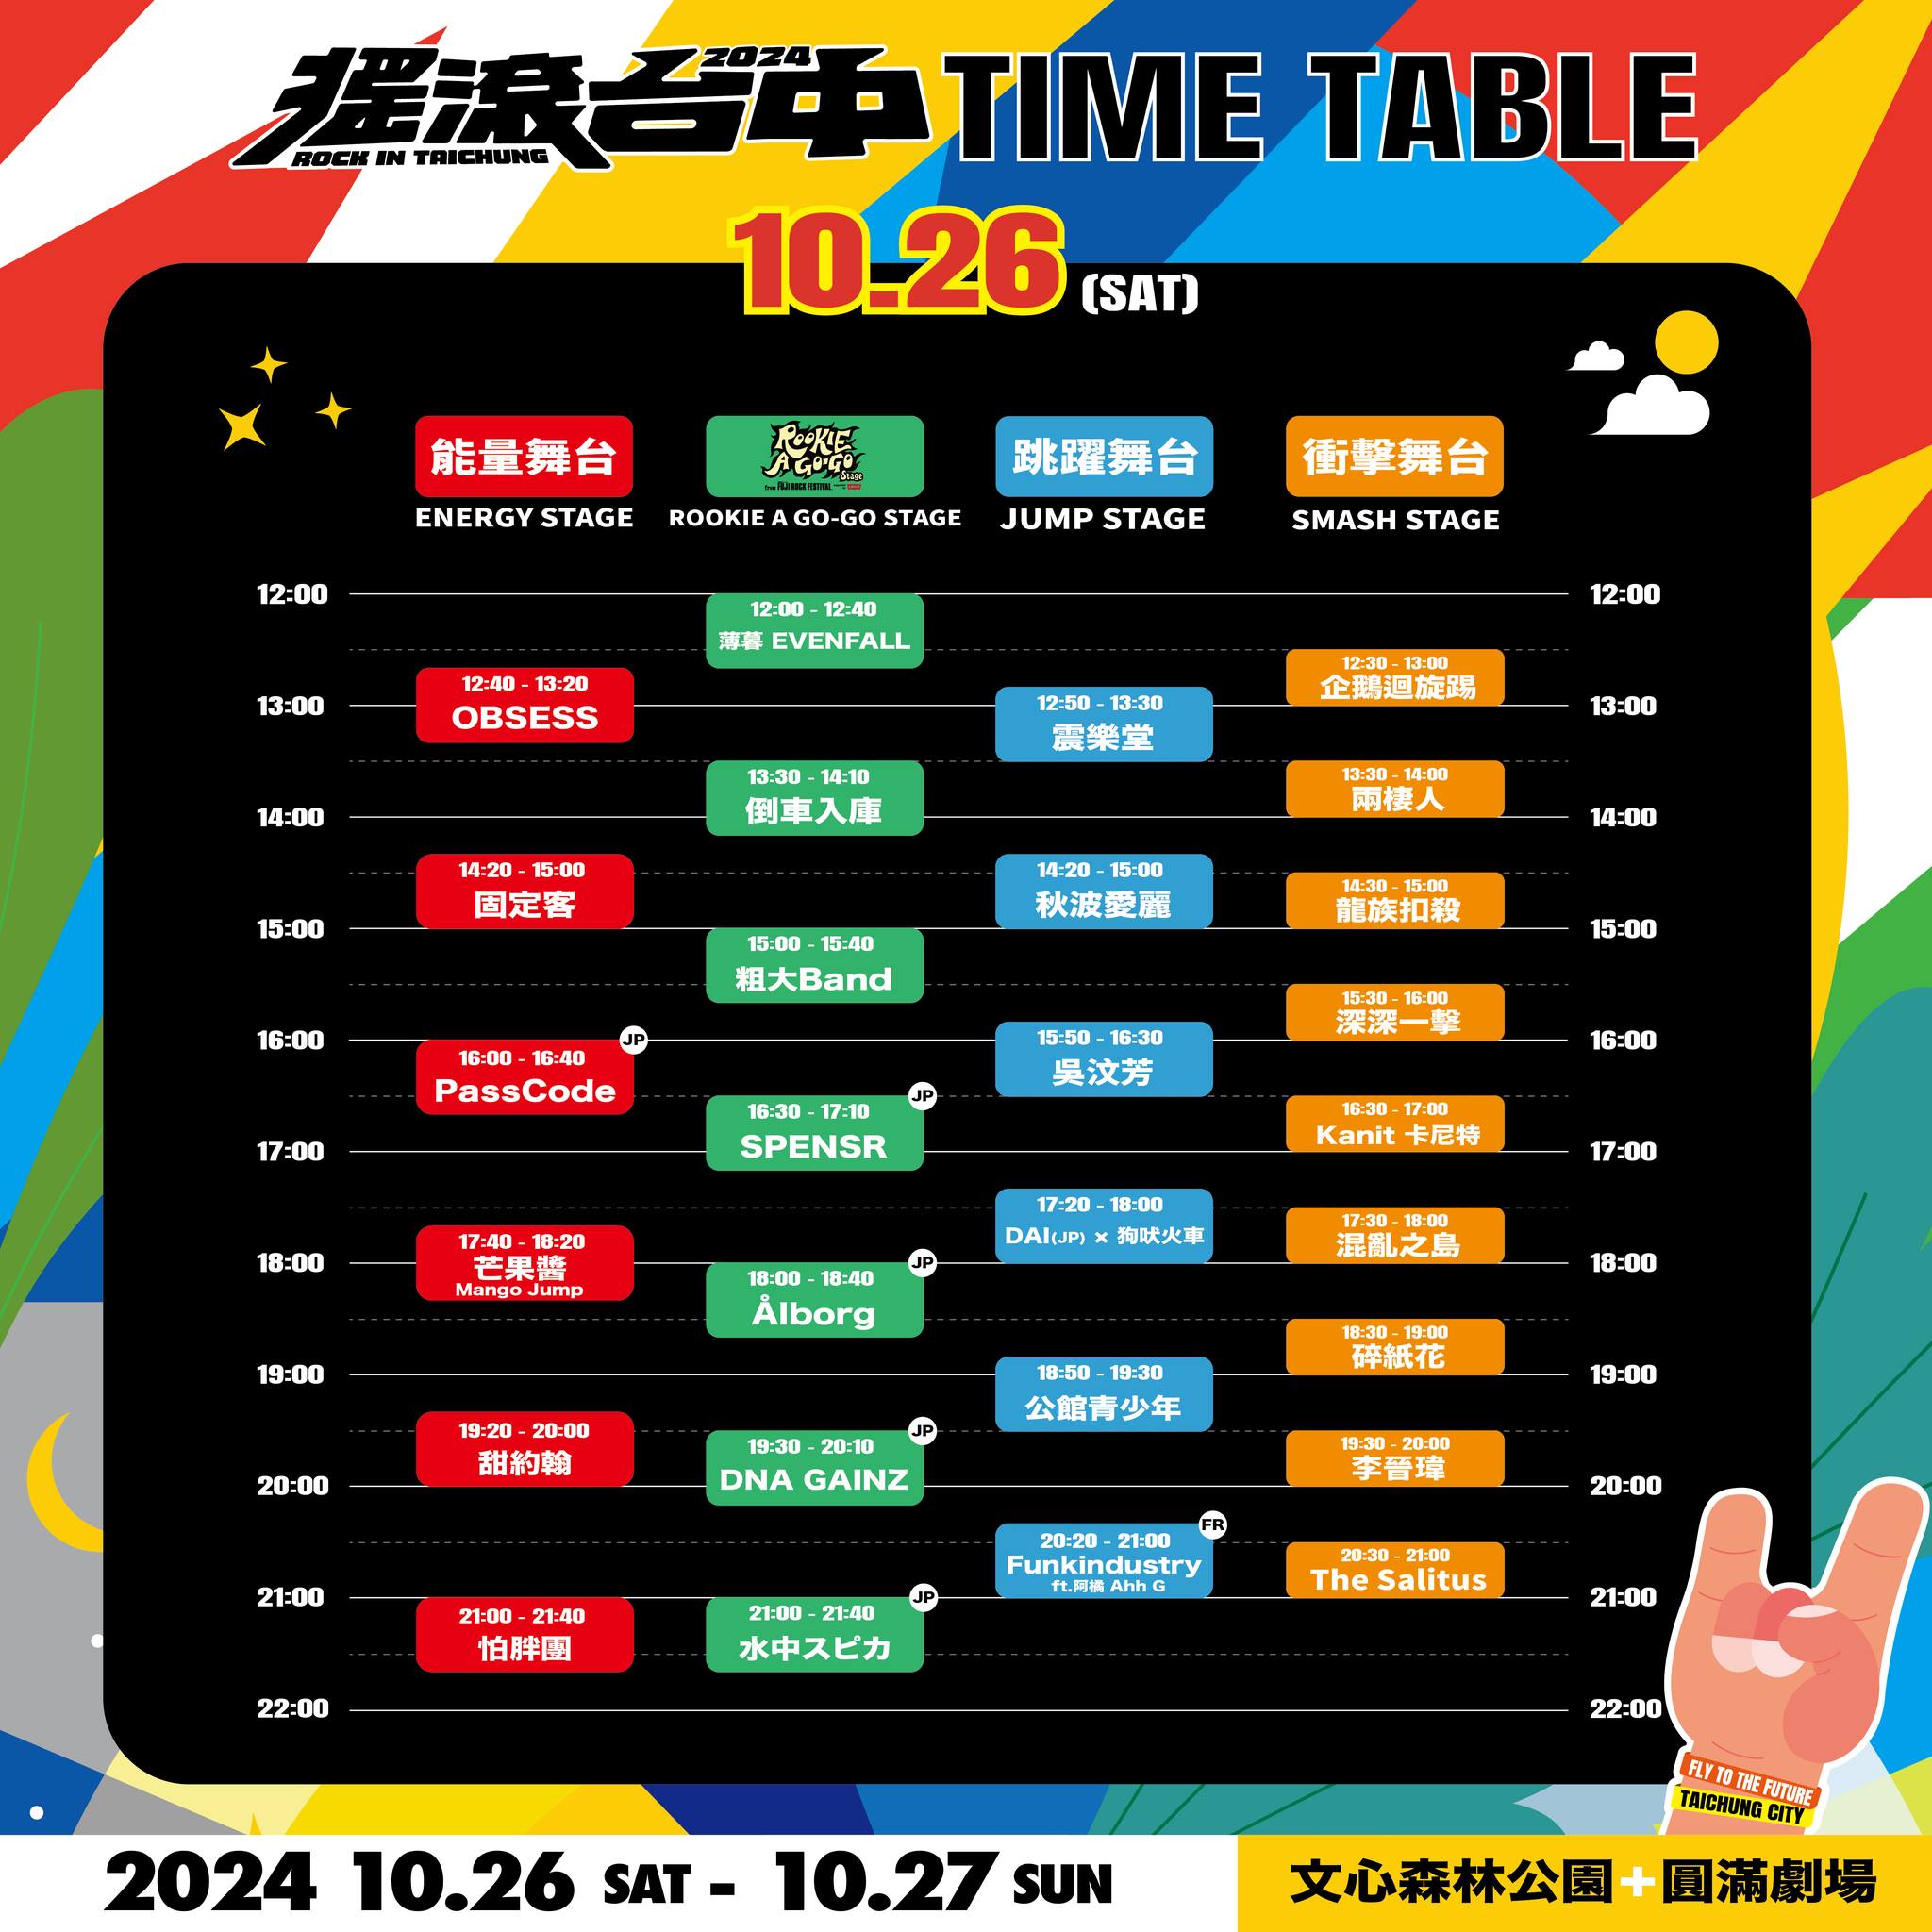 搖滾台中 2024
ROCK IN TAICHUNG
TIME TABLE
10.26 (SAT)
能量舞台
ENERGY STAGE
ROOKIE
A GO-GO
Stage
from FUJI ROCK FESTIVAL
ROOKIE A GO-GO STAGE
跳躍舞台
JUMP STAGE
衝擊舞台
SMASH STAGE
12:00
13:00
14:00
15:00
16:00
17:00
18:00
19:00
20:00
21:00
22:00
12:40 - 13:20
OBSESS
14:20 - 15:00
固定客
JP
16:00 - 16:40
PassCode
17:40 - 18:20
芒果醬
Mango Jump
19:20 - 20:00
甜約翰
21:00 - 21:40
怕胖團
12:00 - 12:40
薄暮 EVENFALL
13:30 - 14:10
倒車入庫
15:00 - 15:40
粗大Band
JP
16:30 - 17:10
SPENSR
JP
18:00 - 18:40
Ålborg
JP
19:30 - 20:10
DNA GAINZ
JP
21:00 - 21:40
水中スピカ
12:50 - 13:30
震樂堂
14:20 - 15:00
秋波愛麗
15:50 - 16:30
吳汶芳
17:20 - 18:00
DAI(JP) × 狗吠火車
18:50 - 19:30
公館青少年
FR
20:20 - 21:00
Funkindustry
ft.阿橘 Ahh G
12:30 - 13:00
企鵝迴旋踢
13:30 - 14:00
兩棲人
14:30 - 15:00
龍族扣殺
15:30 - 16:00
深深一擊
16:30 - 17:00
Kanit 卡尼特
17:30 - 18:00
混亂之島
18:30 - 19:00
碎紙花
19:30 - 20:00
李晉瑋
20:30 - 21:00
The Salitus
12:00
13:00
14:00
15:00
16:00
17:00
18:00
19:00
20:00
21:00
22:00
FLY TO THE FUTURE
TAICHUNG CITY
2024 10.26 SAT - 10.27 SUN
文心森林公園+圓滿劇場